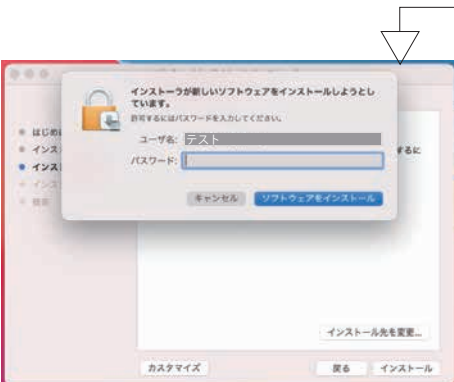 インストーラが新しいソフトウェアをインストールしようとし
ています。
許可するにはパスワードを入力してください。
ユーザ名: テスト
パスワード:
キャンセル ソフトウェアをインストール
はじめ
インス
するに
インス
インス
概要
インストール先を変更...
カスタマイズ 戻る インストール